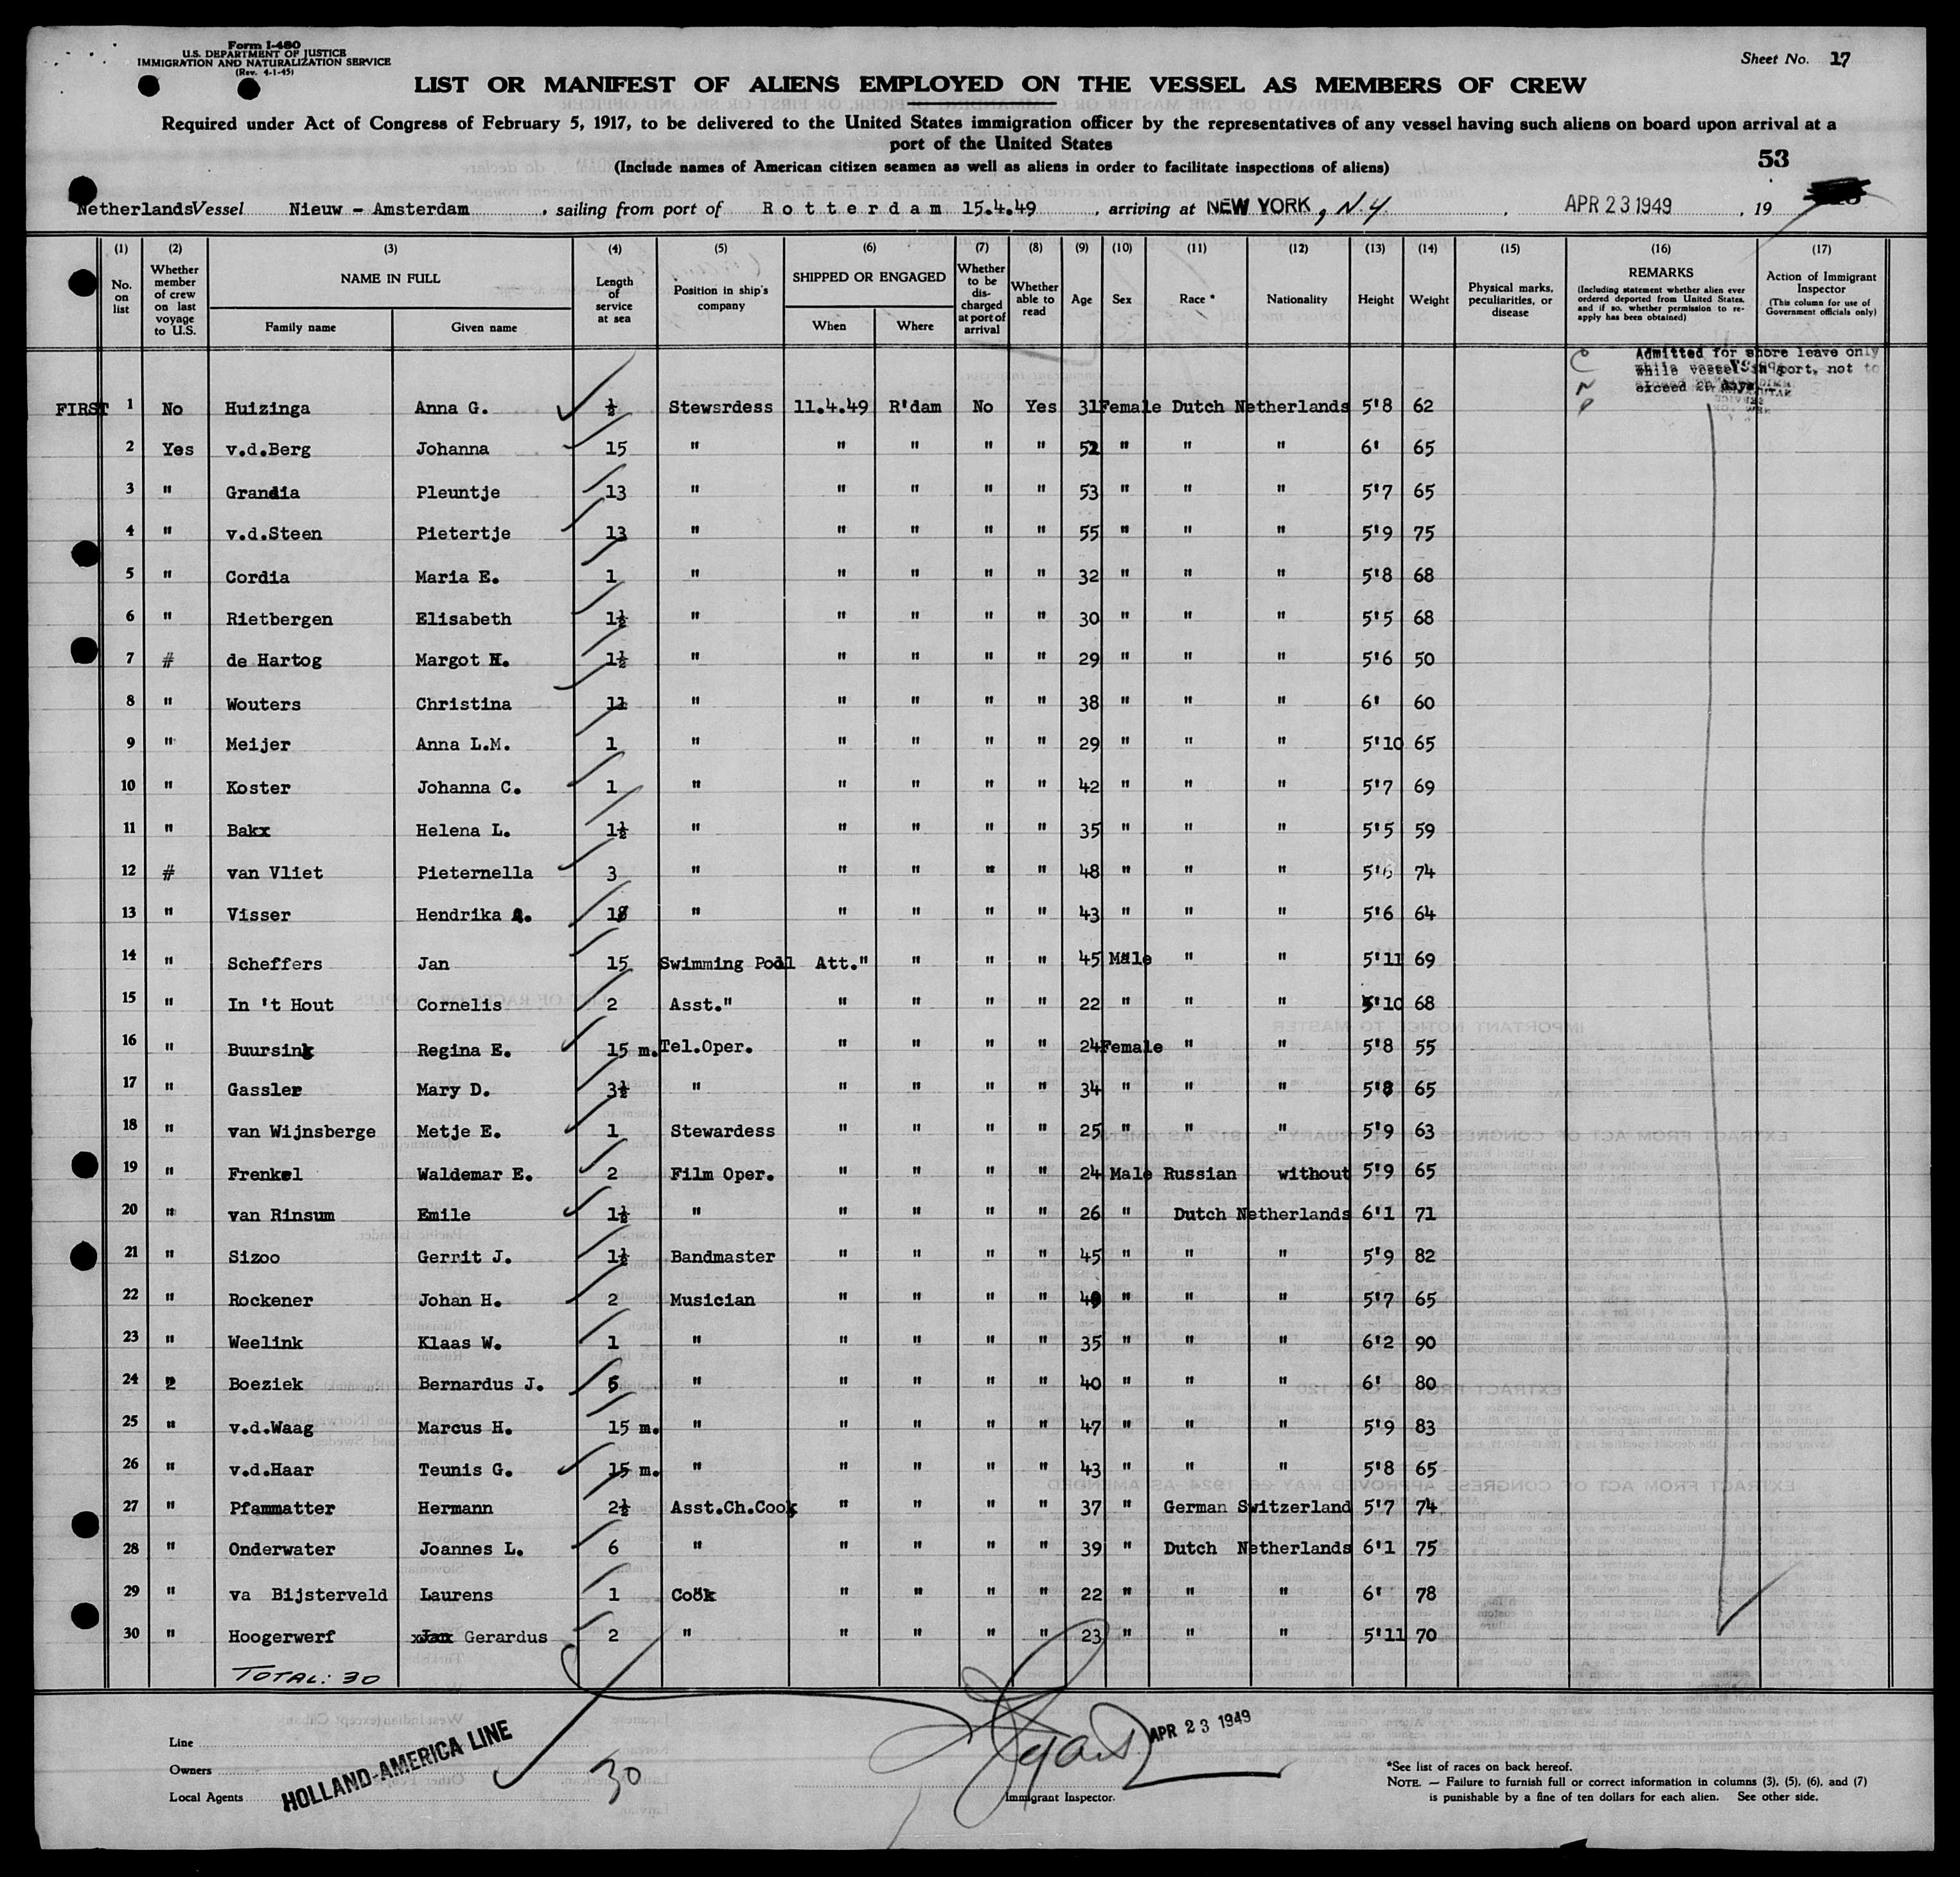 Form I-480
U.S. DEPARTMENT OF JUSTICE
IMMIGRATION AND NATURALIZATION SERVICE
(Rev. 4-1-45)
Sheet No. 17
LIST OR MANIFEST OF ALIENS EMPLOYED ON THE VESSEL AS MEMBERS OF CREW
Required under Act of Congress of February 5, 1917, to be delivered to the United States immigration officer by the representatives of any vessel having such aliens on board upon arrival at a
port of the United States
(Include names of American citizen seamen as well as aliens in order to facilitate inspections of aliens)
53
Netherlands Vessel Nieuw - Amsterdam , sailing from port of Rotterdam 15.4.49 , arriving at NEW YORK, N.Y. , APR 23 1949 , 19
(1) (2) (3) (4) (5) (6) (7) (8) (9) (10) (11) (12) (13) (14) (15) (16) (17)
No. on list
Whether member of crew on last voyage to U.S.
NAME IN FULL
Family name Given name
Length of service at sea
Position in ship's company
SHIPPED OR ENGAGED
When Where
Whether to be discharged at port of arrival
Whether able to read
Age Sex Race * Nationality Height Weight
Physical marks, peculiarities, or disease
REMARKS
(Including statement whether alien ever ordered deported from United States, and if so, whether permission to re-apply has been obtained)
Action of Immigrant Inspector
(This column for use of Government officials only)
Admitted for shore leave only
while vessel in port, not to
exceed 29 days
FIRST 1 No Huizinga Anna G. ½ Stewsrdess 11.4.49 R'dam No Yes 31 Female Dutch Netherlands 5'8 62
2 Yes v.d.Berg Johanna 15 " " " " " 52 " " " 6' 65
3 " Grandia Pleuntje 13 " " " " " 53 " " " 5'7 65
4 " v.d.Steen Pietertje 13 " " " " " 55 " " " 5'9 75
5 " Cordia Maria E. 1 " " " " " 32 " " " 5'8 68
6 " Rietbergen Elisabeth 1½ " " " " " 30 " " " 5'5 68
7 # de Hartog Margot H. 1½ " " " " " 29 " " " 5'6 50
8 " Wouters Christina 11 " " " " " 38 " " " 6' 60
9 " Meijer Anna L.M. 1 " " " " " 29 " " " 5'10 65
10 " Koster Johanna C. 1 " " " " " 42 " " " 5'7 69
11 " Bakx Helena L. 1½ " " " " " 35 " " " 5'5 59
12 # van Vliet Pieternella 3 " " " " " 48 " " " 5'6 74
13 " Visser Hendrika " " " " " 43 " " " 5'6 64
14 " Scheffers Jan 15 Swimming Pool Att." " " " 45 Male " " 5'11 69
15 " In 't Hout Cornelis 2 Asst." " " " " 22 " " " 5'10 68
16 " Buursink Regina E. 15 m. Tel.Oper. " " " " 24 Female " " 5'8 55
17 " Gassler Mary D. 3½ " " " " " 34 " " " 5'8 65
18 " van Wijnsberge Metje E. 1 Stewardess " " " " 25 " " " 5'9 63
19 " Frenkel Waldemar E. 2 Film Oper. " " " " 24 Male Russian without 5'9 65
20 " van Rinsum Emile 1½ " " " " " 26 " Dutch Netherlands 6'1 71
21 " Sizoo Gerrit J. 1½ Bandmaster " " " " 45 " " " 5'9 82
22 " Rockener Johan H. 2 Musician " " " " " " " 5'7 65
23 " Weelink Klaas W. 1 " " " " " 35 " " " 6'2 90
24 2 Boeziek Bernardus J. 5 " " " " " 40 " " " 6' 80
25 " v.d.Waag Marcus H. 15 m. " " " " " 47 " " " 5'9 83
26 " v.d.Haar Teunis G. 15 m. " " " " " 43 " " " 5'8 65
27 " Pfammatter Hermann 2½ Asst.Ch.Cook " " " " 37 " German Switzerland 5'7 74
28 " Onderwater Joannes L. 6 " " " " " 39 " Dutch Netherlands 6'1 75
29 " va Bijsterveld Laurens 1 Cook " " " " 22 " " " 6' 78
30 " Hoogerwerf Gerardus 2 " " " " " 23 " " " 5'11 70
TOTAL: 30
Line
Owners
Local Agents
HOLLAND-AMERICA LINE
30
APR 23 1949
Immigrant Inspector.
*See list of races on back hereof.
NOTE. — Failure to furnish full or correct information in columns (3), (5), (6), and (7)
is punishable by a fine of ten dollars for each alien. See other side.